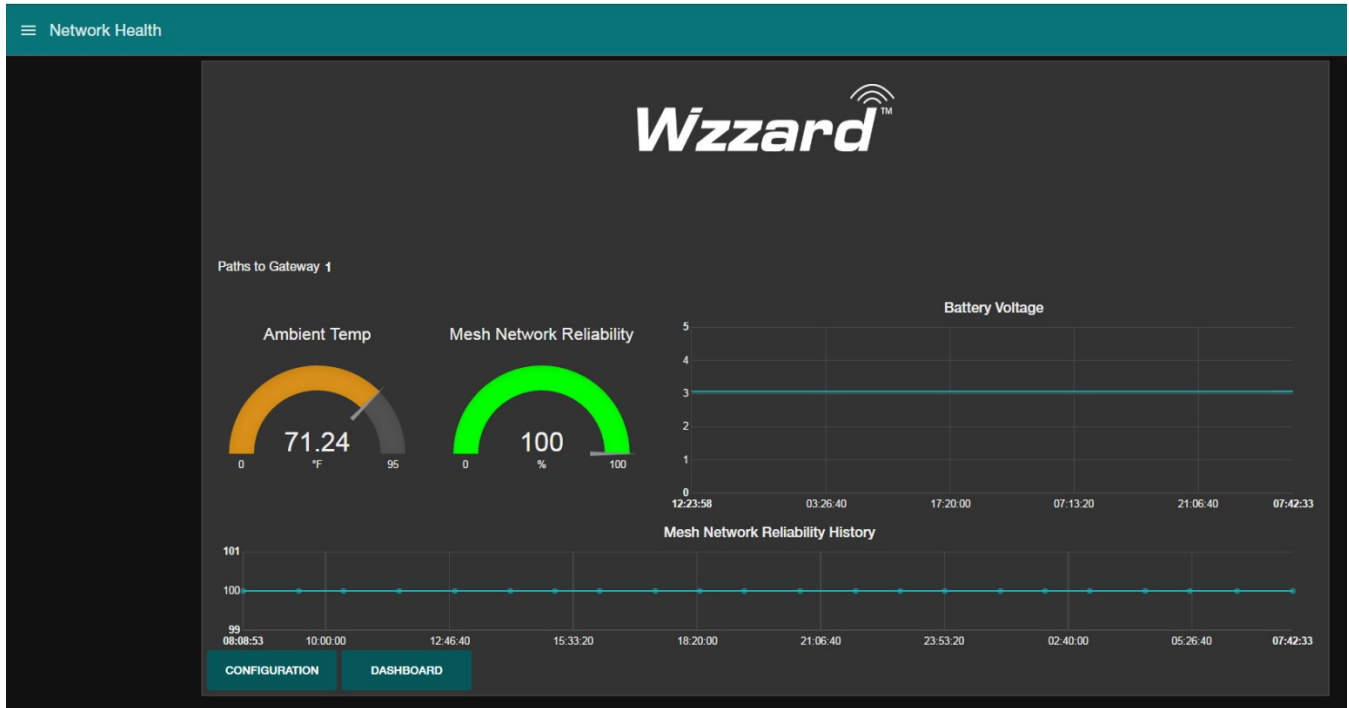 Network Health
Wzzard™
Paths to Gateway 1
Ambient Temp
71.24
°F
0
95
Mesh Network Reliability
100
%
0
100
Battery Voltage
5
4
3
2
1
0
12:23:58 03:26:40 17:20:00 07:13:20 21:06:40 07:42:33
Mesh Network Reliability History
101
100
99
08:08:53 10:00:00 12:46:40 15:33:20 18:20:00 21:06:40 23:53:20 02:40:00 05:26:40 07:42:33
CONFIGURATION DASHBOARD